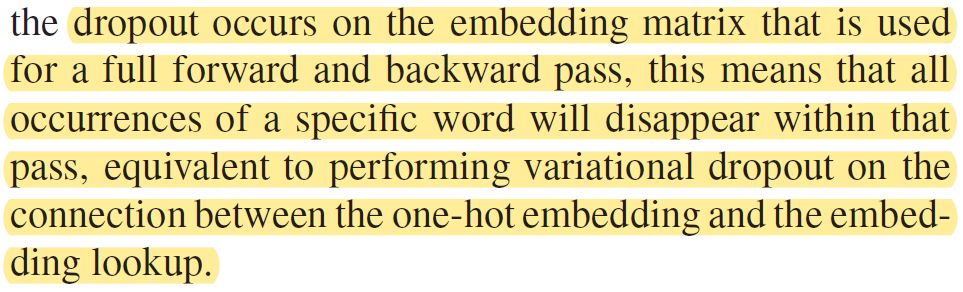 the dropout occurs on the embedding matrix that is used
for a full forward and backward pass, this means that all
occurrences of a specific word will disappear within that
pass, equivalent to performing variational dropout on the
connection between the one-hot embedding and the embed-
ding lookup.